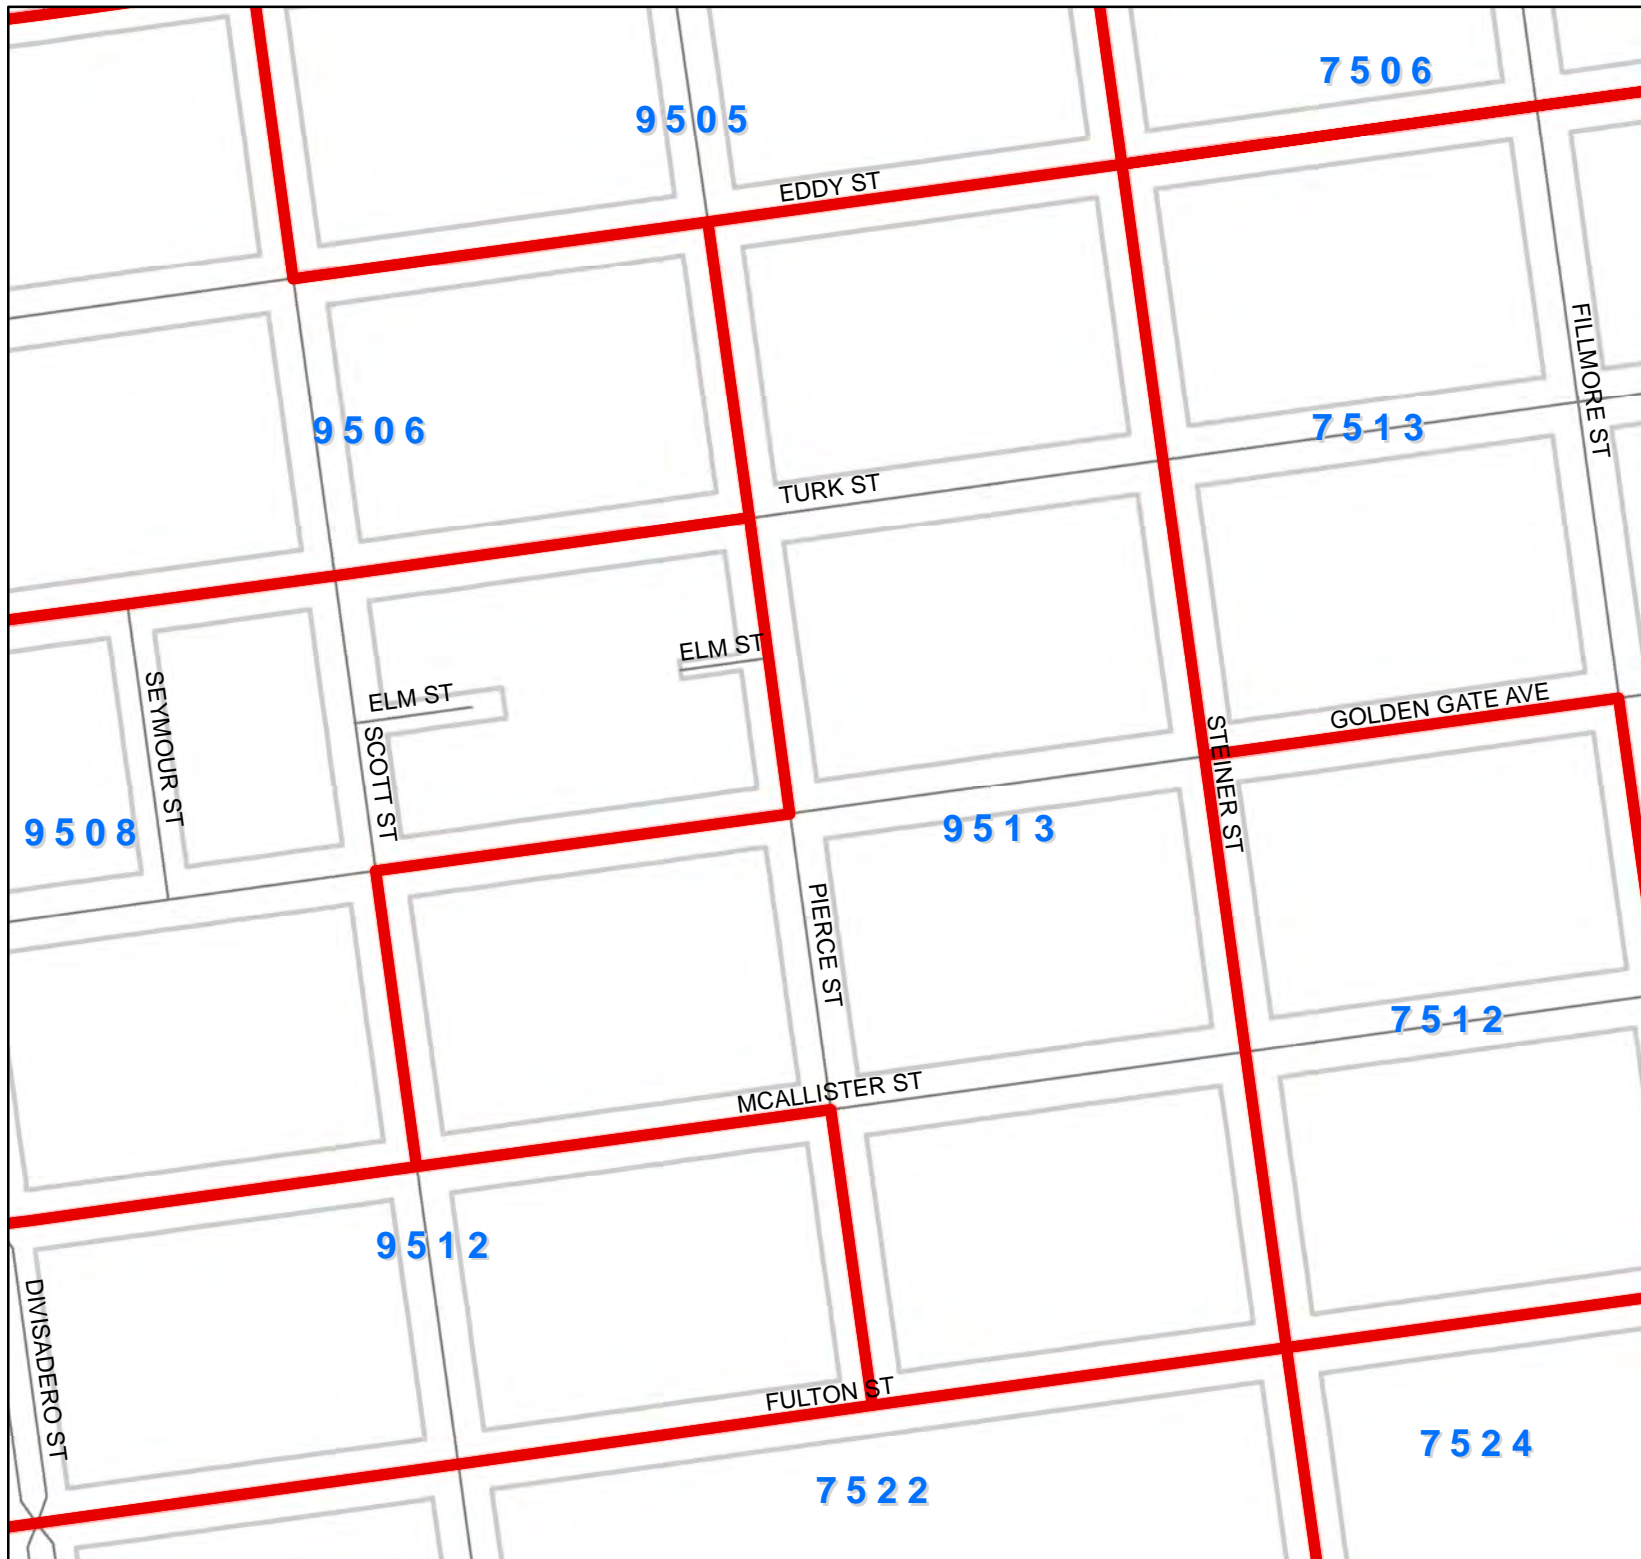 7506
9505
EDDY ST
FILLMORE ST
9506
7513
TURK ST
ELM ST
ELM ST
SEYMOUR ST
GOLDEN GATE AVE
SCOTT ST
STEINER ST
9508
9513
PIERCE ST
7512
MCALLISTER ST
9512
DIVISADERO ST
FULTON ST
7524
7522